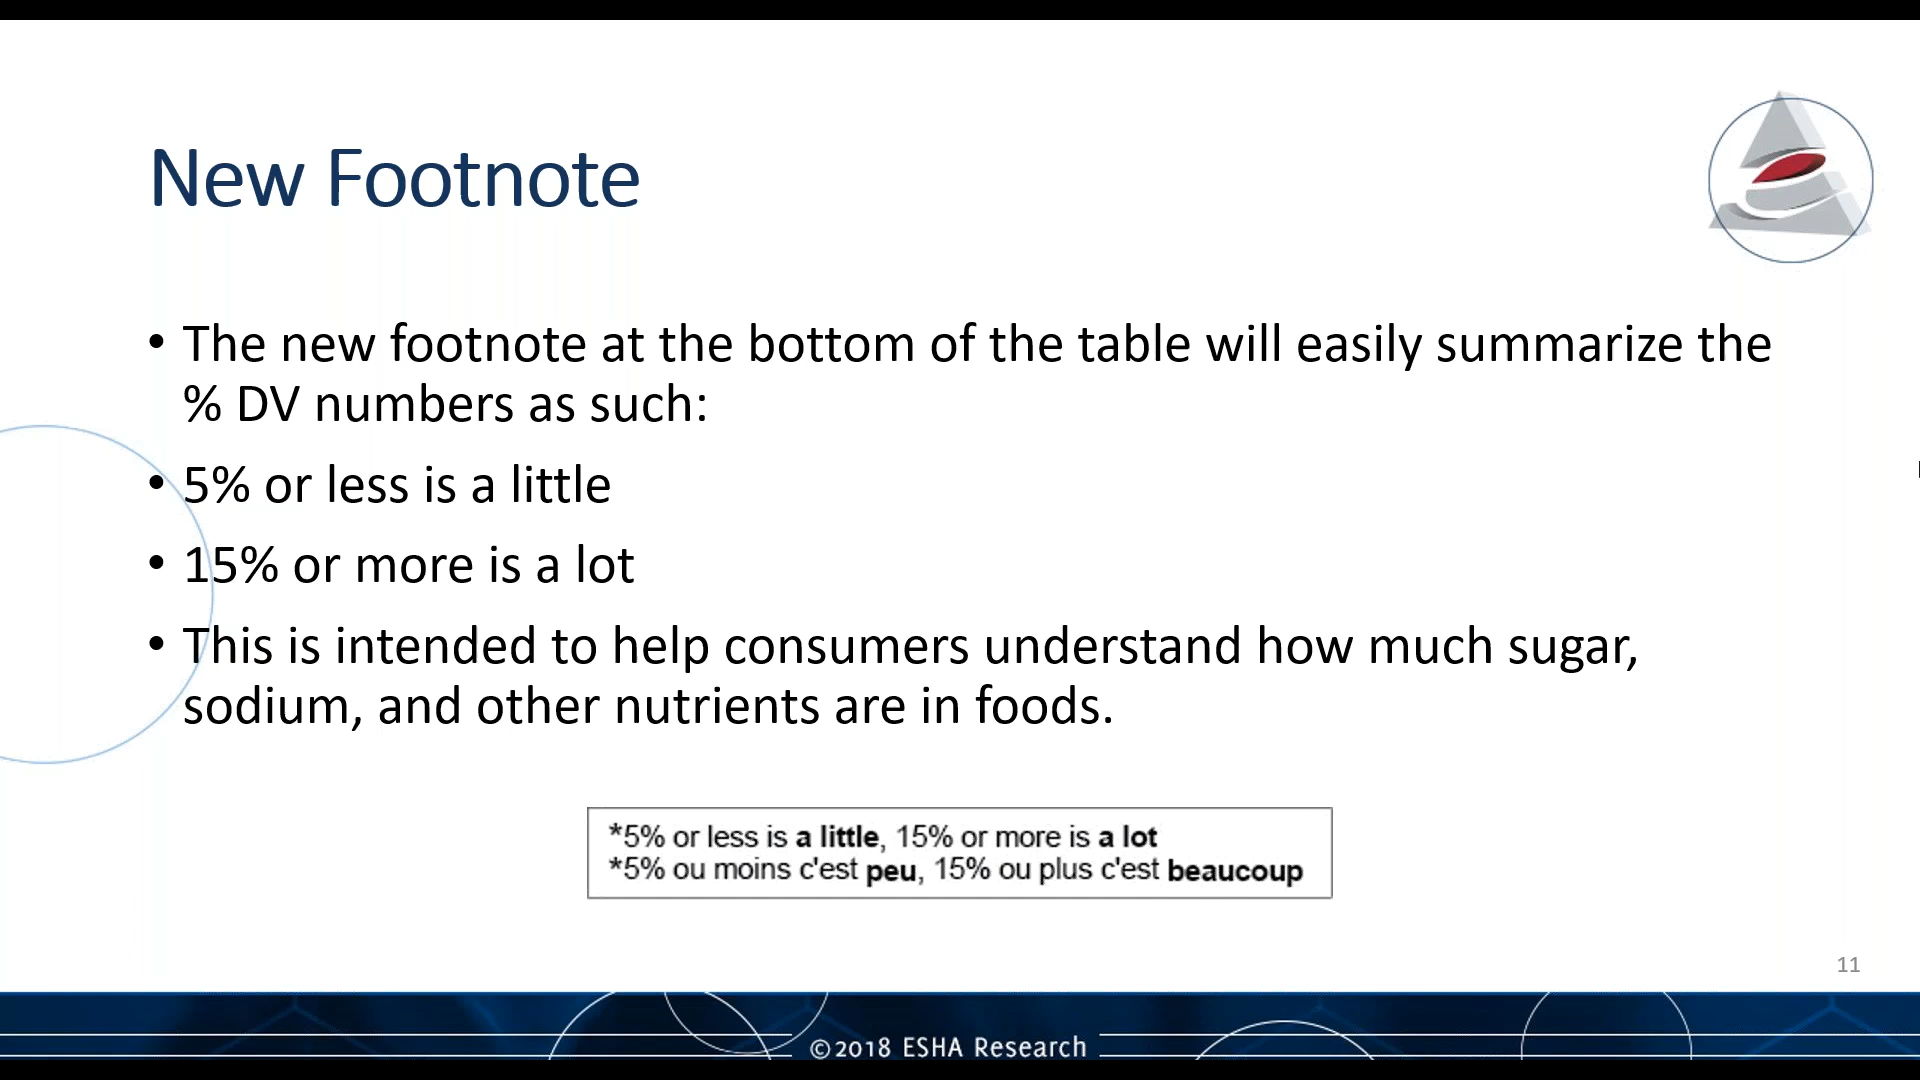 New Footnote
• The new footnote at the bottom of the table will easily summarize the
% DV numbers as such:
• 5% or less is a little
• 15% or more is a lot
• This is intended to help consumers understand how much sugar,
sodium, and other nutrients are in foods.
*5% or less is a little, 15% or more is a lot
*5% ou moins c'est peu, 15% ou plus c'est beaucoup
11
©2018 ESHA Research